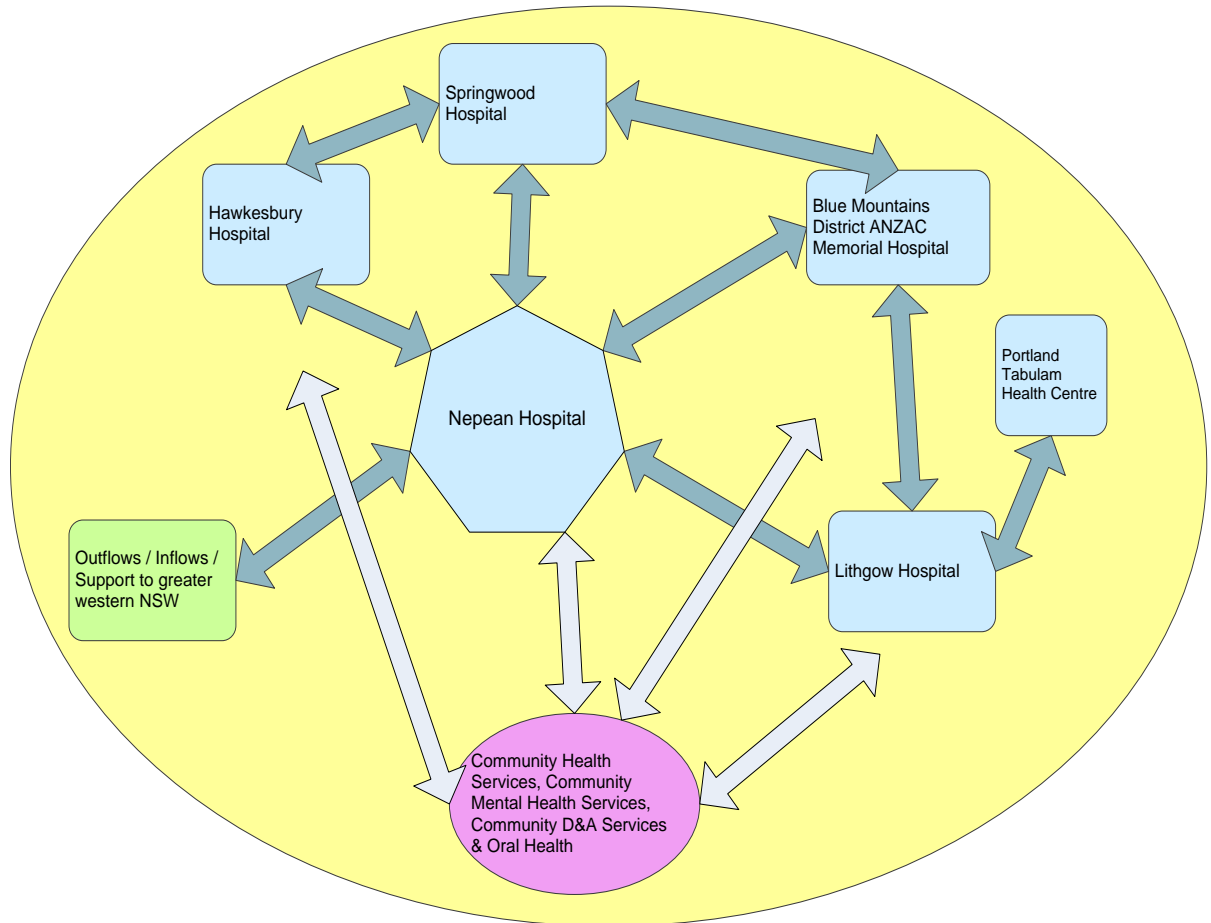 Springwood
Hospital
Hawkesbury
Hospital
Blue Mountains
District ANZAC
Memorial Hospital
Portland
Tabulam
Health Centre
Nepean Hospital
Outflows / Inflows /
Support to greater
western NSW
Lithgow Hospital
Community Health
Services, Community
Mental Health Services,
Community D&A Services
& Oral Health